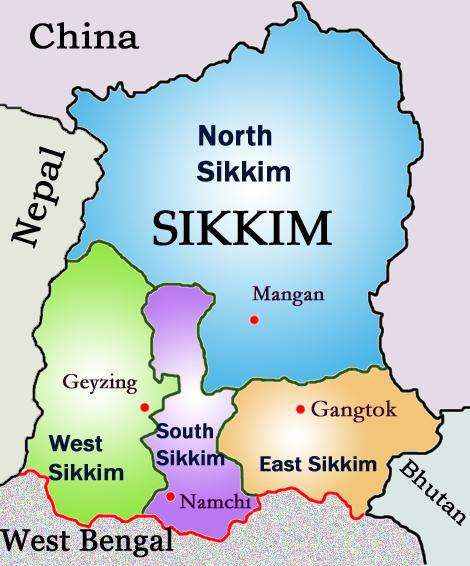 China
North
Sikkim
Nepal
SIKKIM
Mangan
Geyzing
Gangtok
West
Sikkim
South
Sikkim
East Sikkim
Bhutan
Namchi
West Bengal